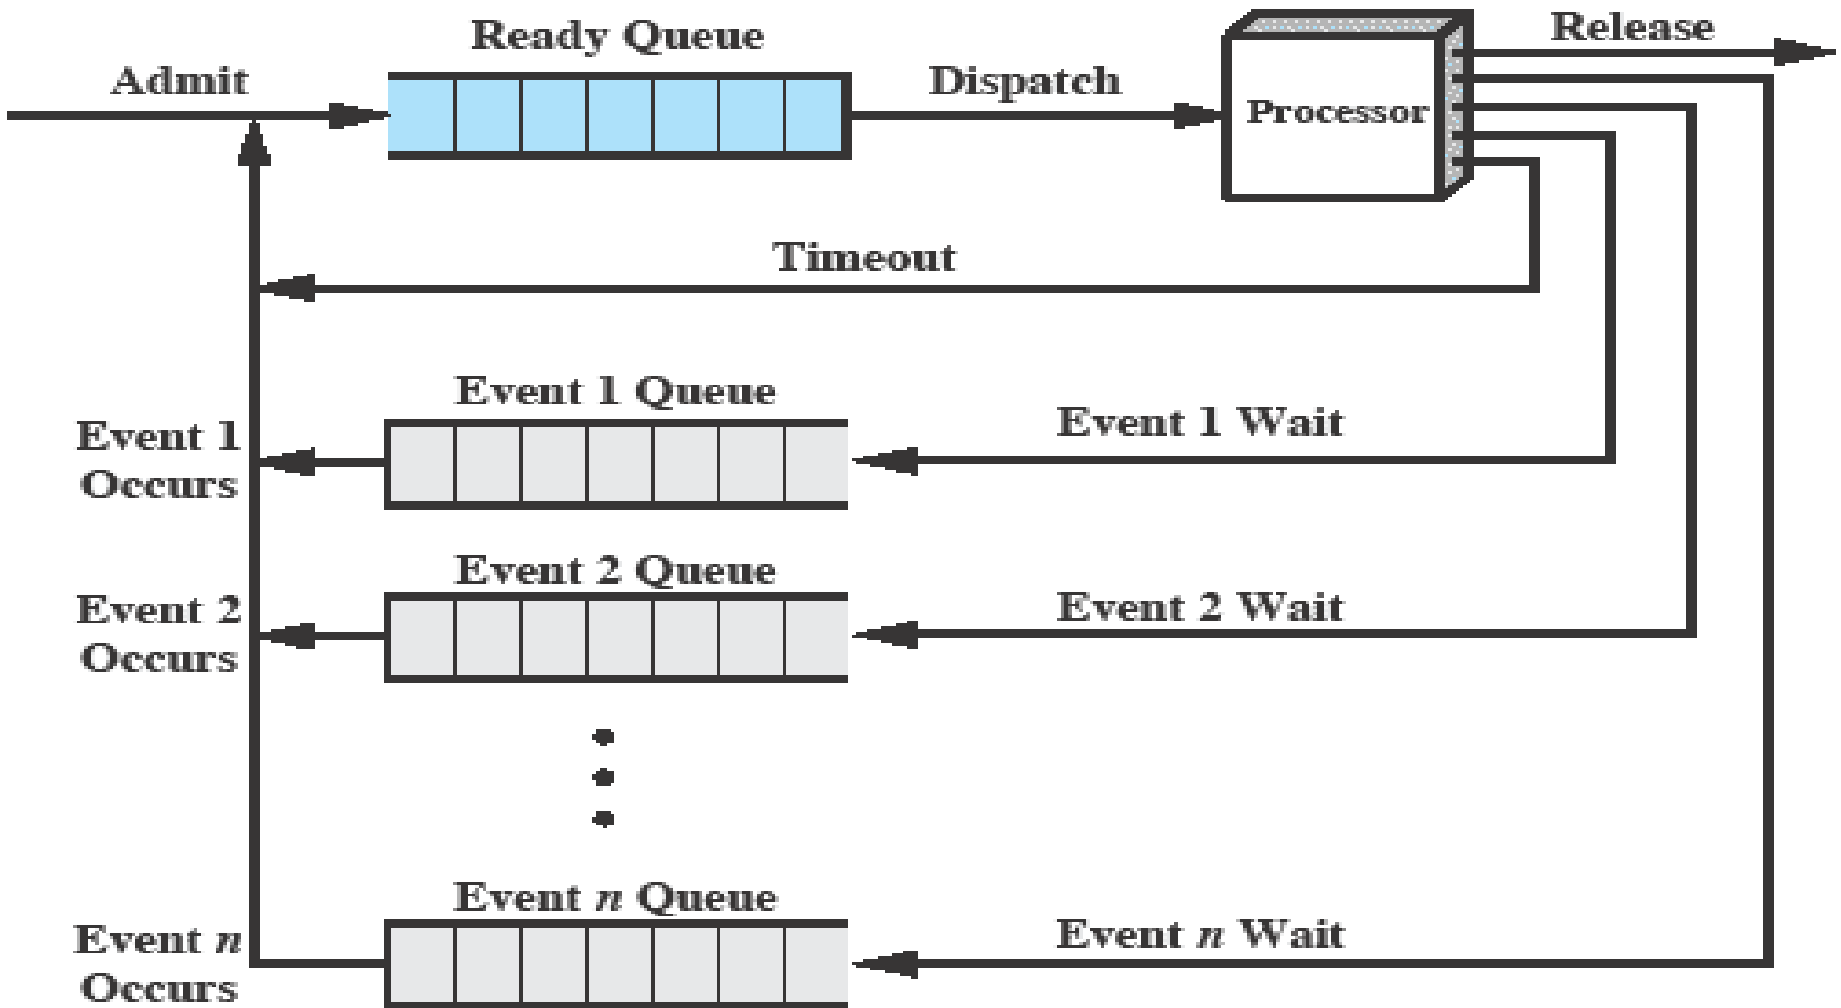 Ready Queue
Release
Admit
Dispatch
Processor
Timeout
Event 1 Queue
Event 1 Wait
Event 1
Occurs
Event 2 Queue
Event 2 Wait
Event 2
Occurs
Event n Queue
Event n Wait
Event n
Occurs